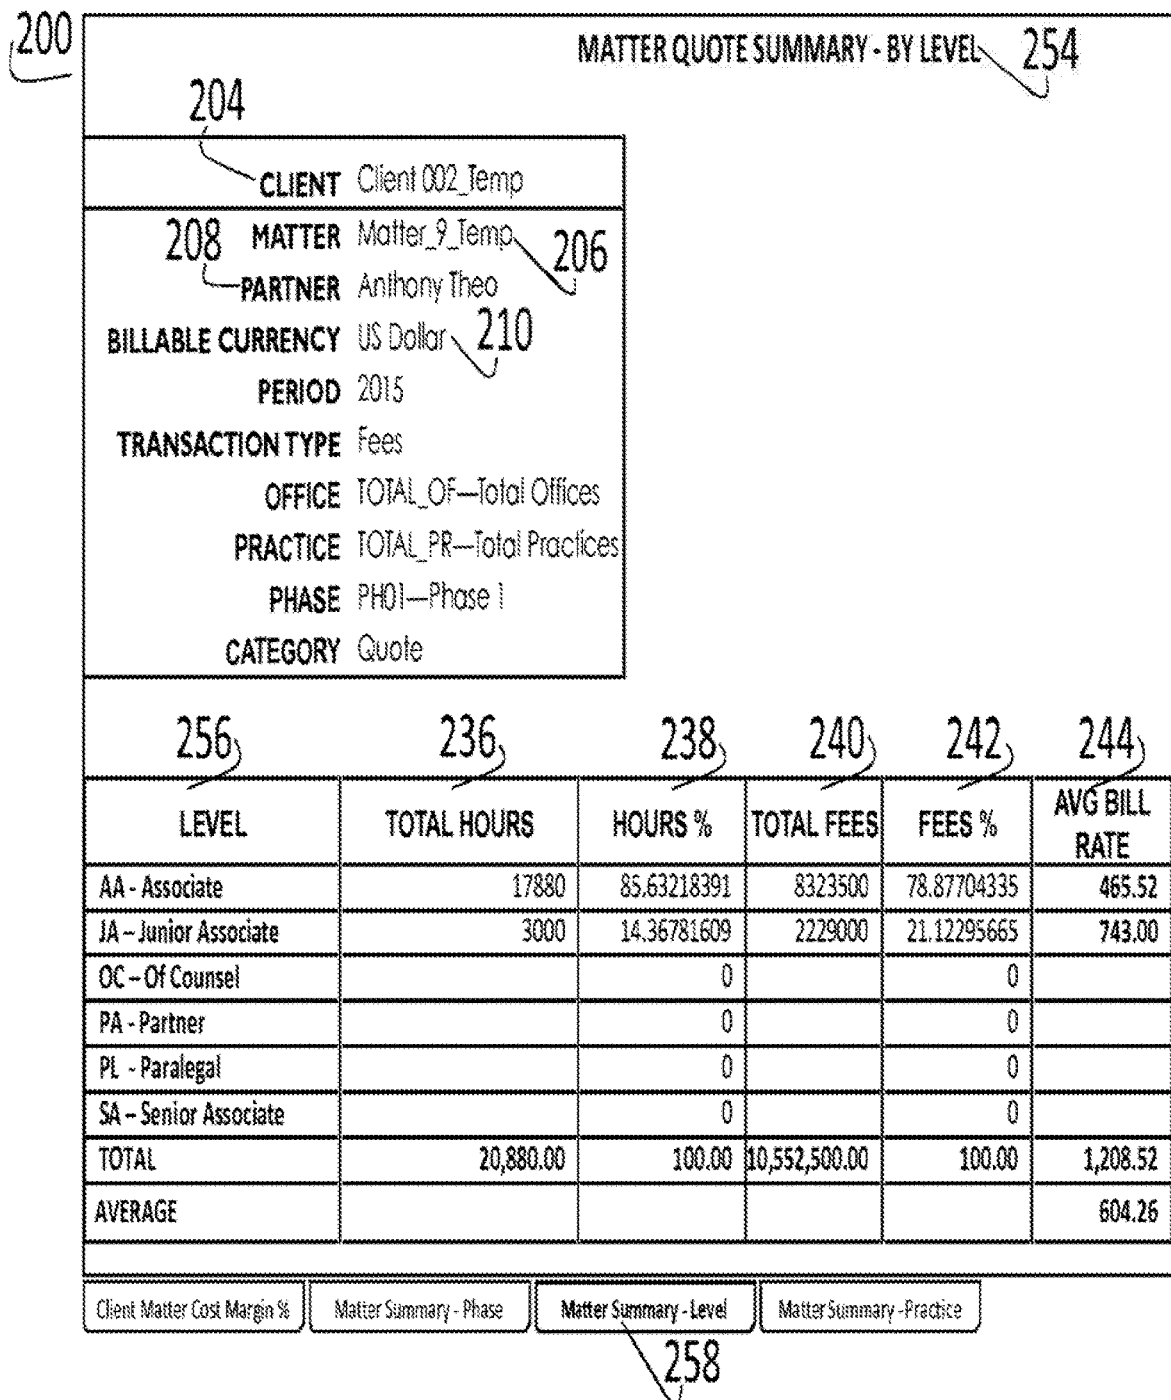 200
MATTER QUOTE SUMMARY - BY LEVEL 254
204
CLIENT Client 002_Temp
208 MATTER Matter_9_Temp 206
PARTNER Anthony Theo
BILLABLE CURRENCY US Dollar 210
PERIOD 2015
TRANSACTION TYPE Fees
OFFICE TOTAL_OF—Total Offices
PRACTICE TOTAL_PR—Total Practices
PHASE PH01—Phase 1
CATEGORY Quote
256 236 238 240 242 244
LEVEL TOTAL HOURS HOURS % TOTAL FEES FEES % AVG BILL RATE
AA - Associate 17880 85.63218391 8323500 78.87704335 465.52
JA – Junior Associate 3000 14.36781609 2229000 21.12295665 743.00
OC – Of Counsel 0 0
PA - Partner 0 0
PL - Paralegal 0 0
SA – Senior Associate 0 0
TOTAL 20,880.00 100.00 10,552,500.00 100.00 1,208.52
AVERAGE 604.26
Client Matter Cost Margin % Matter Summary - Phase Matter Summary - Level Matter Summary -Practice
258